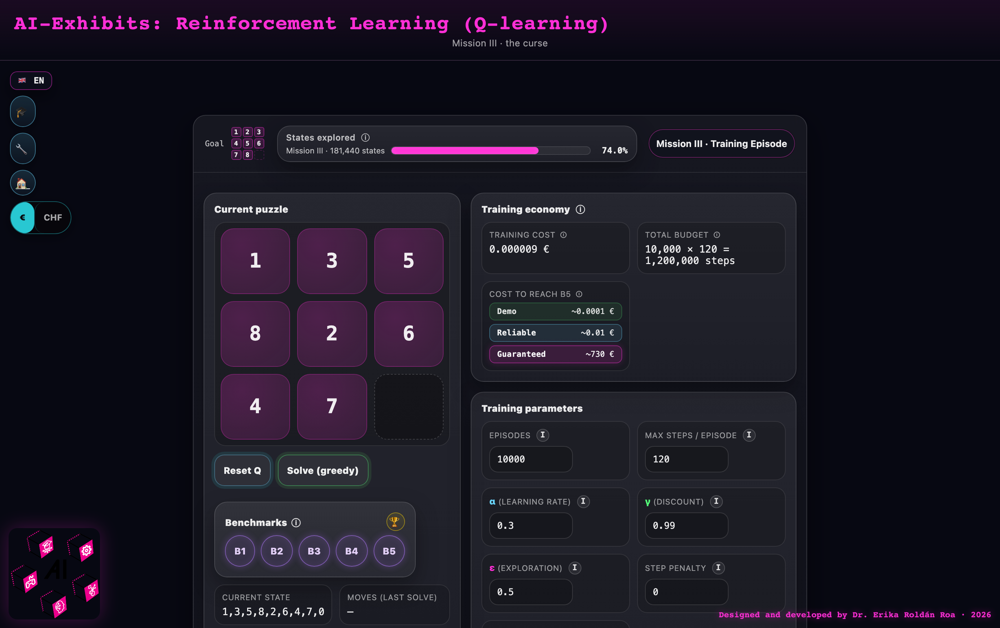 AI-Exhibits: Reinforcement Learning (Q-learning)
Mission III · the curse
EN
€ CHF
Goal
1 2 3
4 5 6
7 8
States explored
Mission III · 181,440 states 74.0%
Mission III · Training Episode
Current puzzle
1 3 5
8 2 6
4 7
Reset Q
Solve (greedy)
Benchmarks
B1 B2 B3 B4 B5
CURRENT STATE
1,3,5,8,2,6,4,7,0
MOVES (LAST SOLVE)
—
Training economy
TRAINING COST
0.000009 €
TOTAL BUDGET
10,000 × 120 =
1,200,000 steps
COST TO REACH B5
Demo ~0.0001 €
Reliable ~0.01 €
Guaranteed ~730 €
Training parameters
EPISODES I
10000
MAX STEPS / EPISODE I
120
α (LEARNING RATE) I
0.3
γ (DISCOUNT) I
0.99
ε (EXPLORATION) I
0.5
STEP PENALTY I
0
AI
Designed and developed by Dr. Erika Roldán Roa · 2026